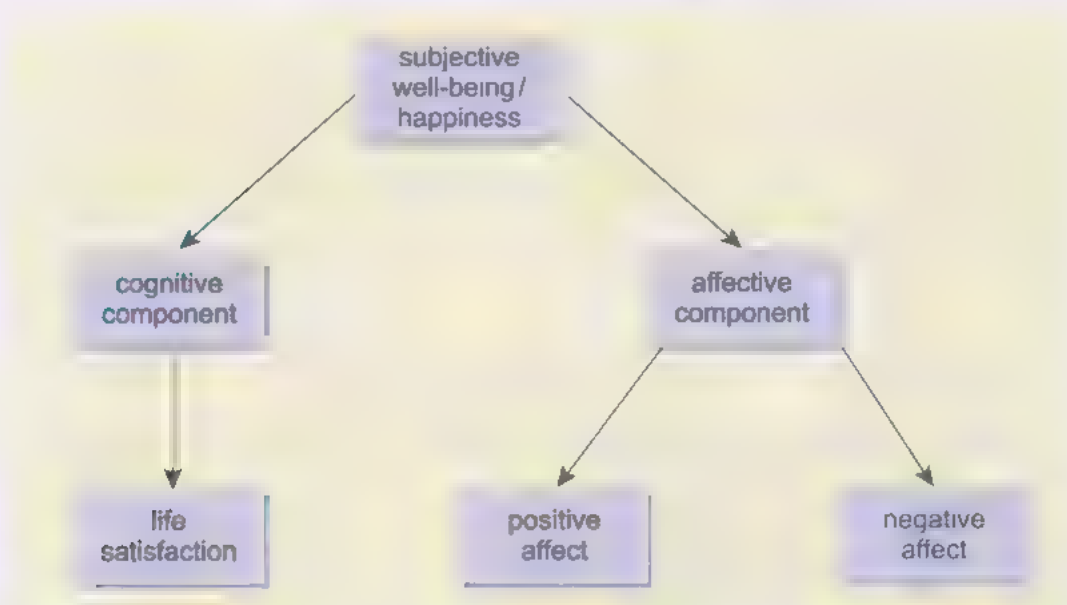 subjective
well-being/
happiness
cognitive
component
affective
component
life
satisfaction
positive
affect
negative
affect